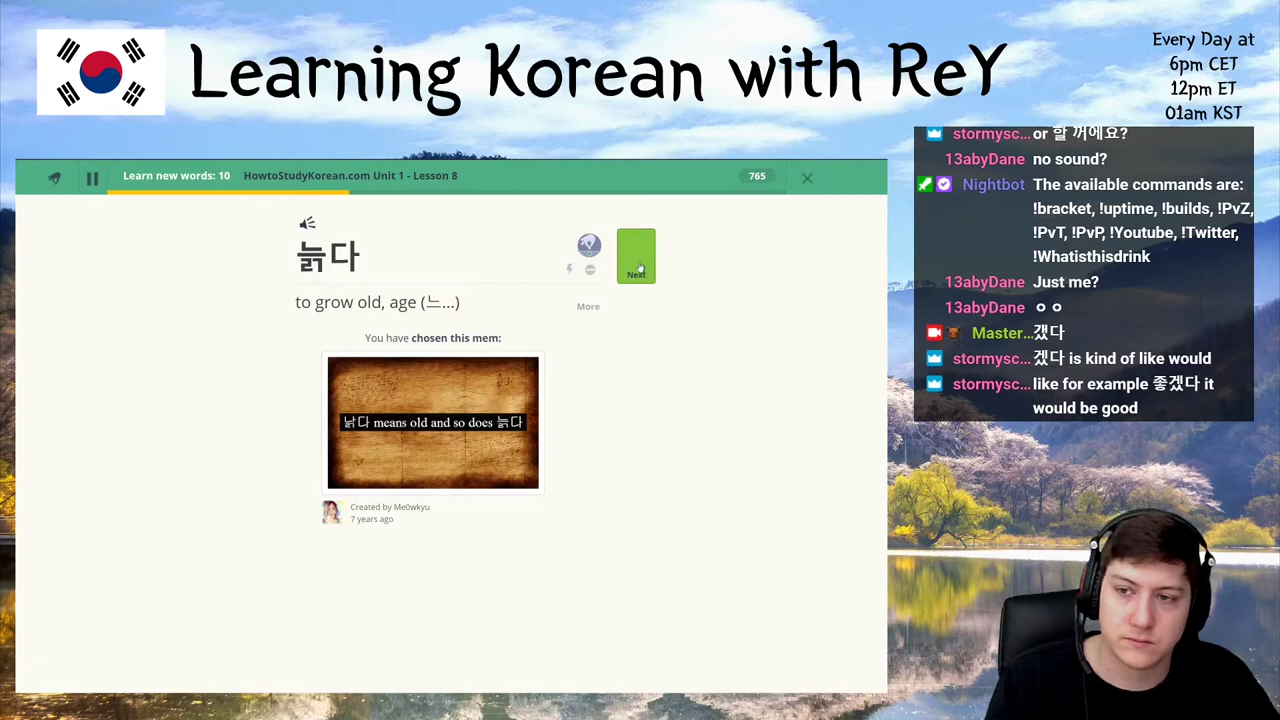 Learning Korean with ReY
Every Day at
6pm CET
12pm ET
01am KST
Learn new words: 10 HowtoStudyKorean.com Unit 1 - Lesson 8
765
늙다
Next
to grow old, age (느...)
More
You have chosen this mem:
낡다 means old and so does 늙다
Created by Me0wkyu
7 years ago
stormysc... or 할 꺼에요?
13abyDane no sound?
Nightbot The available commands are:
!bracket, !uptime, !builds, !PvZ,
!PvT, !PvP, !Youtube, !Twitter,
!Whatisthisdrink
13abyDane Just me?
13abyDane ㅇㅇ
Master... 갰다
stormysc... 겠다 is kind of like would
stormysc... like for example 좋겠다 it
would be good